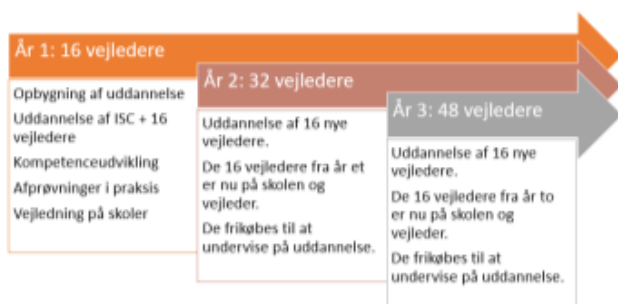 År 1: 16 vejledere
Opbygning af uddannelse
Uddannelse af ISC + 16
vejledere
Kompetenceudvikling
Afprøvninger i praksis
Vejledning på skoler
År 2: 32 vejledere
Uddannelse af 16 nye
vejledere.
De 16 vejledere fra år et
er nu på skolen og
vejleder.
De frikøbes til at
undervise på uddannelse.
År 3: 48 vejledere
Uddannelse af 16 nye
vejledere.
De 16 vejledere fra år to
er nu på skolen og
vejleder.
De frikøbes til at
undervise på uddannelse.